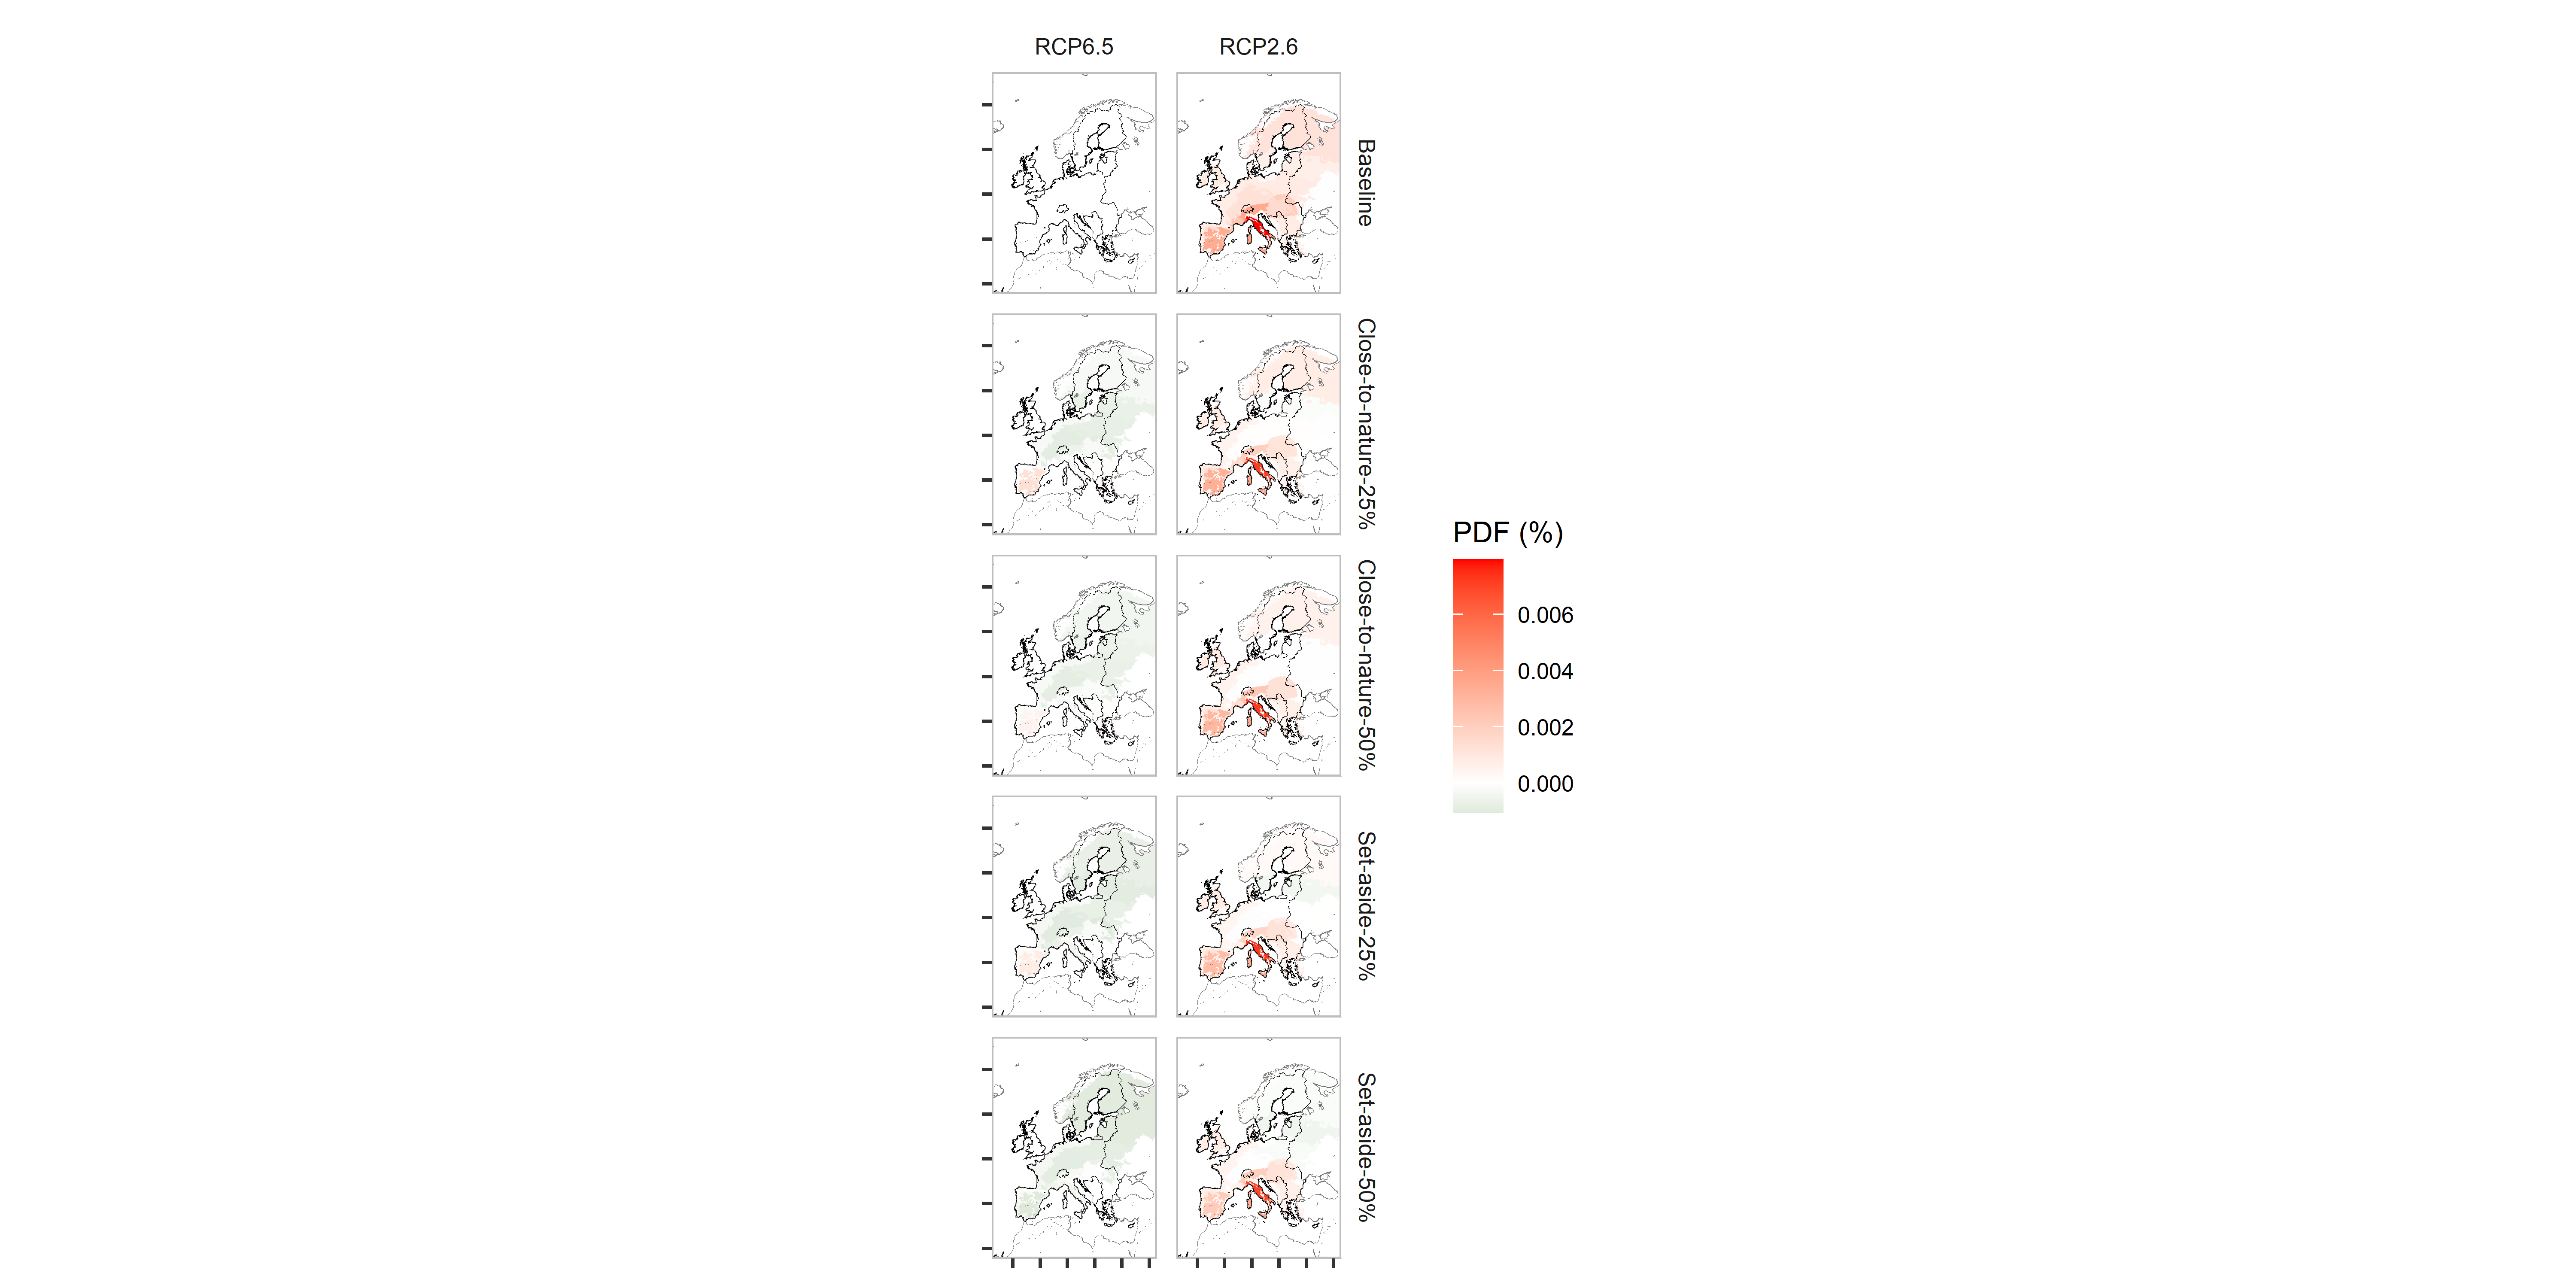 RCP6.5
RCP2.6
Baseline
Close-to-nature-25%
Close-to-nature-50%
Set-aside-25%
Set-aside-50%
PDF (%)
0.006
0.004
0.002
0.000